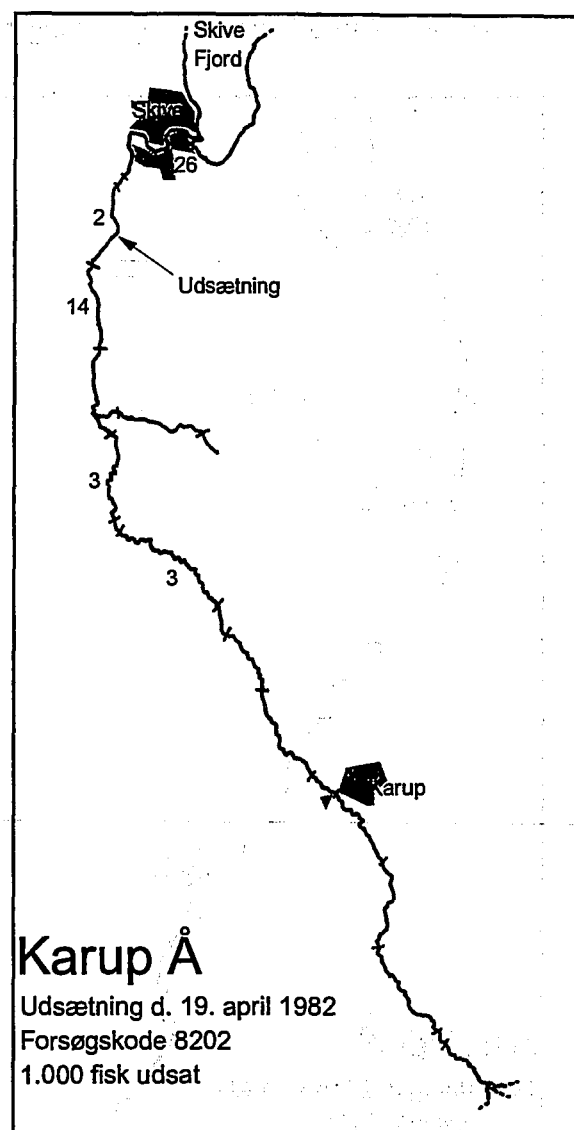 Skive
Fjord
Skive
26
2
Udsætning
14
3
3
Karup
Karup Å
Udsætning d. 19. april 1982
Forsøgskode 8202
1.000 fisk udsat